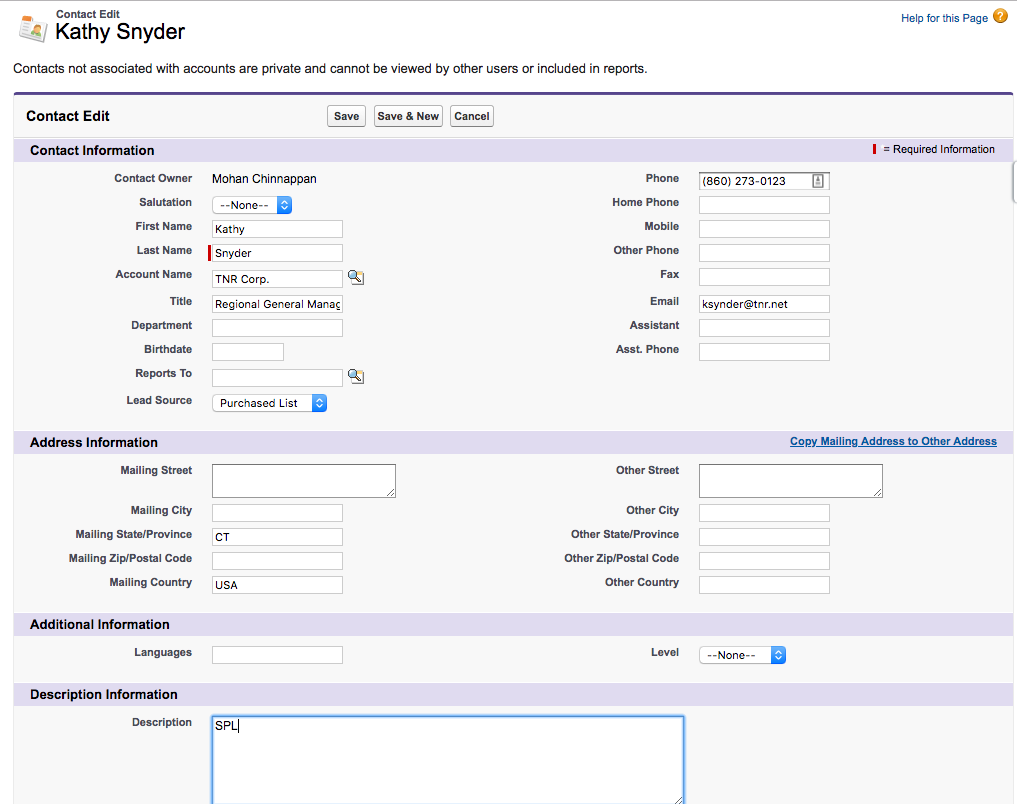 Contact Edit
Kathy Snyder
Help for this Page ?
Contacts not associated with accounts are private and cannot be viewed by other users or included in reports.
Contact Edit Save Save & New Cancel
Contact Information = Required Information
Contact Owner Mohan Chinnappan Phone (860) 273-0123
Salutation --None-- Home Phone
First Name Kathy Mobile
Last Name Snyder Other Phone
Account Name TNR Corp. Fax
Title Regional General Manag Email ksynder@tnr.net
Department Assistant
Birthdate Asst. Phone
Reports To
Lead Source Purchased List
Address Information Copy Mailing Address to Other Address
Mailing Street Other Street
Mailing City Other City
Mailing State/Province CT Other State/Province
Mailing Zip/Postal Code Other Zip/Postal Code
Mailing Country USA Other Country
Additional Information
Languages Level --None--
Description Information
Description SPL